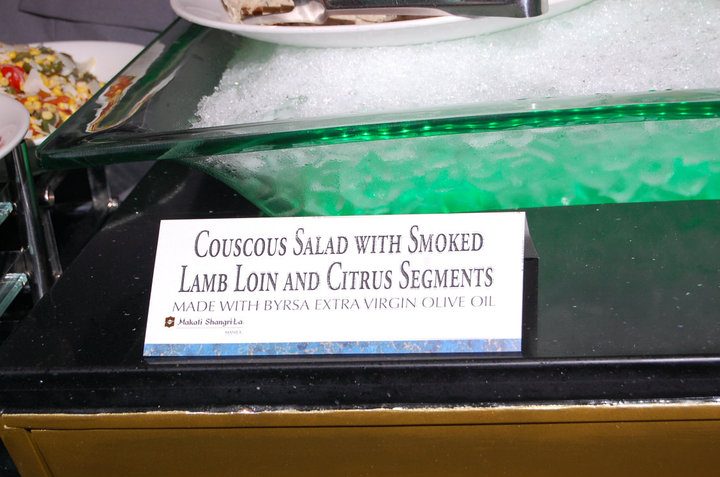 Couscous Salad with Smoked
Lamb Loin and Citrus Segments
MADE WITH BYRSA EXTRA VIRGIN OLIVE OIL
Makati Shangri-La
MANILA